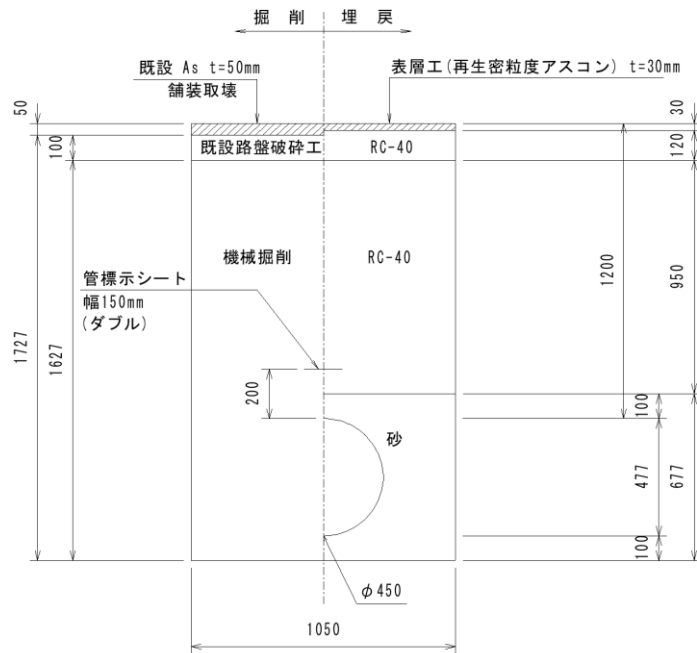 掘 削 埋 戻
既設 As t=50mm
舗装取壊
表層工(再生密粒度アスコン) t=30mm
50
30
100
既設路盤破砕工
RC-40
120
機械掘削
RC-40
1200
950
管標示シート
幅150mm
(ダブル)
1727
1627
200
100
砂
477
677
100
φ450
1050